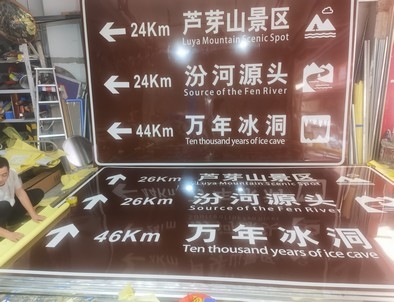 24Km 芦芽山景区
Luya Mountain Scenic Spot
24Km 汾河源头
Source of the Fen River
44Km 万年冰洞
Ten thousand years of ice cave
26Km 芦芽山景区
Luya Mountain Scenic Spot
26Km 汾河源头
Source of the Fen River
46Km 万年冰洞
Ten thousand years of ice cave